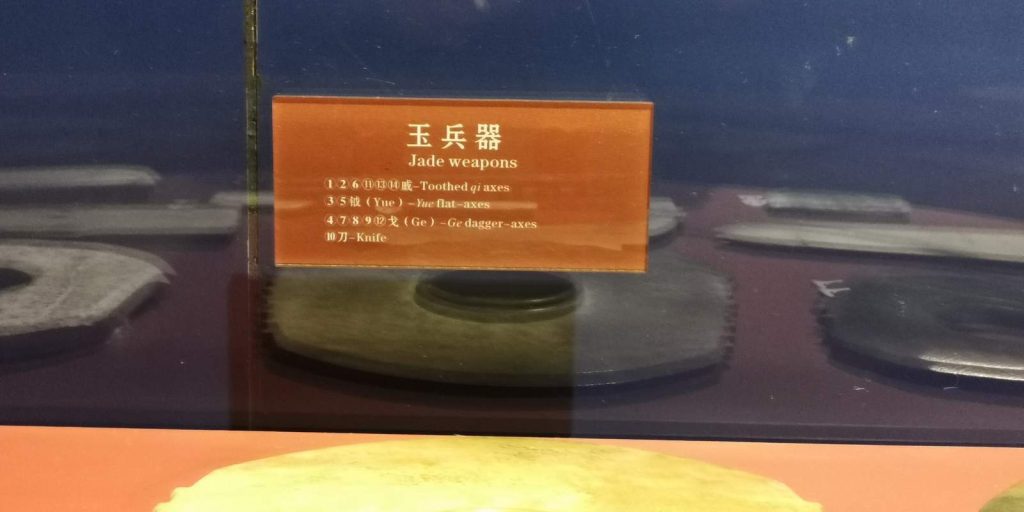 玉兵器
Jade weapons
①②⑥⑪⑬⑭戚-Toothed qi axes
③⑤钺(Yue)-Yue flat-axes
④⑦⑧⑨⑫戈(Ge)-Ge dagger-axes
⑩刀-Knife